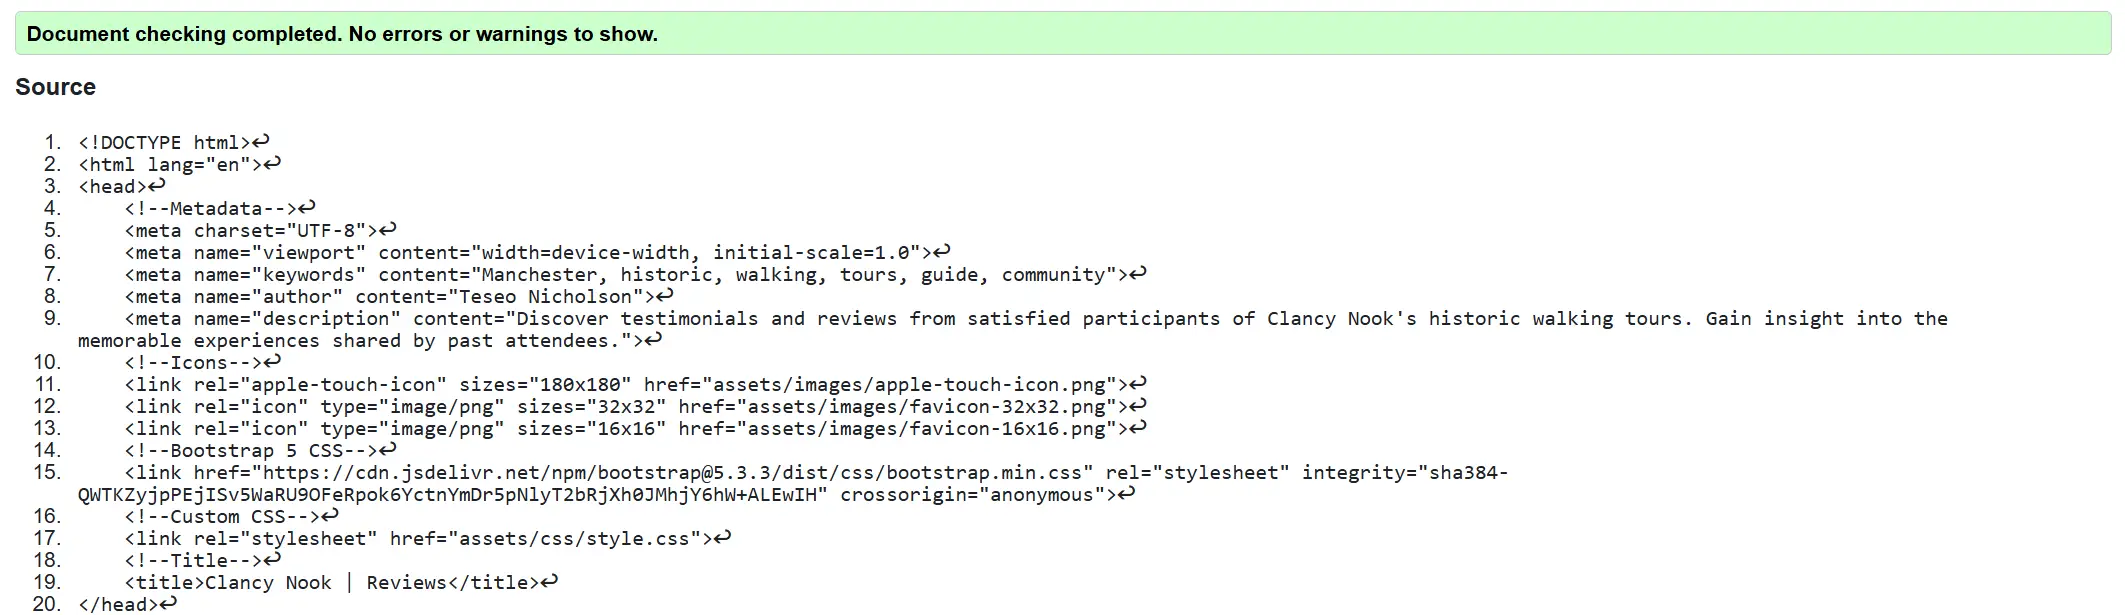 Document checking completed. No errors or warnings to show.
Source
1. <!DOCTYPE html>↩
2. <html lang="en">↩
3. <head>↩
4.     <!--Metadata-->↩
5.     <meta charset="UTF-8">↩
6.     <meta name="viewport" content="width=device-width, initial-scale=1.0">↩
7.     <meta name="keywords" content="Manchester, historic, walking, tours, guide, community">↩
8.     <meta name="author" content="Teseo Nicholson">↩
9.     <meta name="description" content="Discover testimonials and reviews from satisfied participants of Clancy Nook's historic walking tours. Gain insight into the
memorable experiences shared by past attendees.">↩
10.     <!--Icons-->↩
11.     <link rel="apple-touch-icon" sizes="180x180" href="assets/images/apple-touch-icon.png">↩
12.     <link rel="icon" type="image/png" sizes="32x32" href="assets/images/favicon-32x32.png">↩
13.     <link rel="icon" type="image/png" sizes="16x16" href="assets/images/favicon-16x16.png">↩
14.     <!--Bootstrap 5 CSS-->↩
15.     <link href="https://cdn.jsdelivr.net/npm/bootstrap@5.3.3/dist/css/bootstrap.min.css" rel="stylesheet" integrity="sha384-
QWTKZyjpPEjISv5WaRU9OFeRpok6YctnYmDr5pNlyT2bRjXh0JMhjY6hW+ALEwIH" crossorigin="anonymous">↩
16.     <!--Custom CSS-->↩
17.     <link rel="stylesheet" href="assets/css/style.css">↩
18.     <!--Title-->↩
19.     <title>Clancy Nook | Reviews</title>↩
20. </head>↩